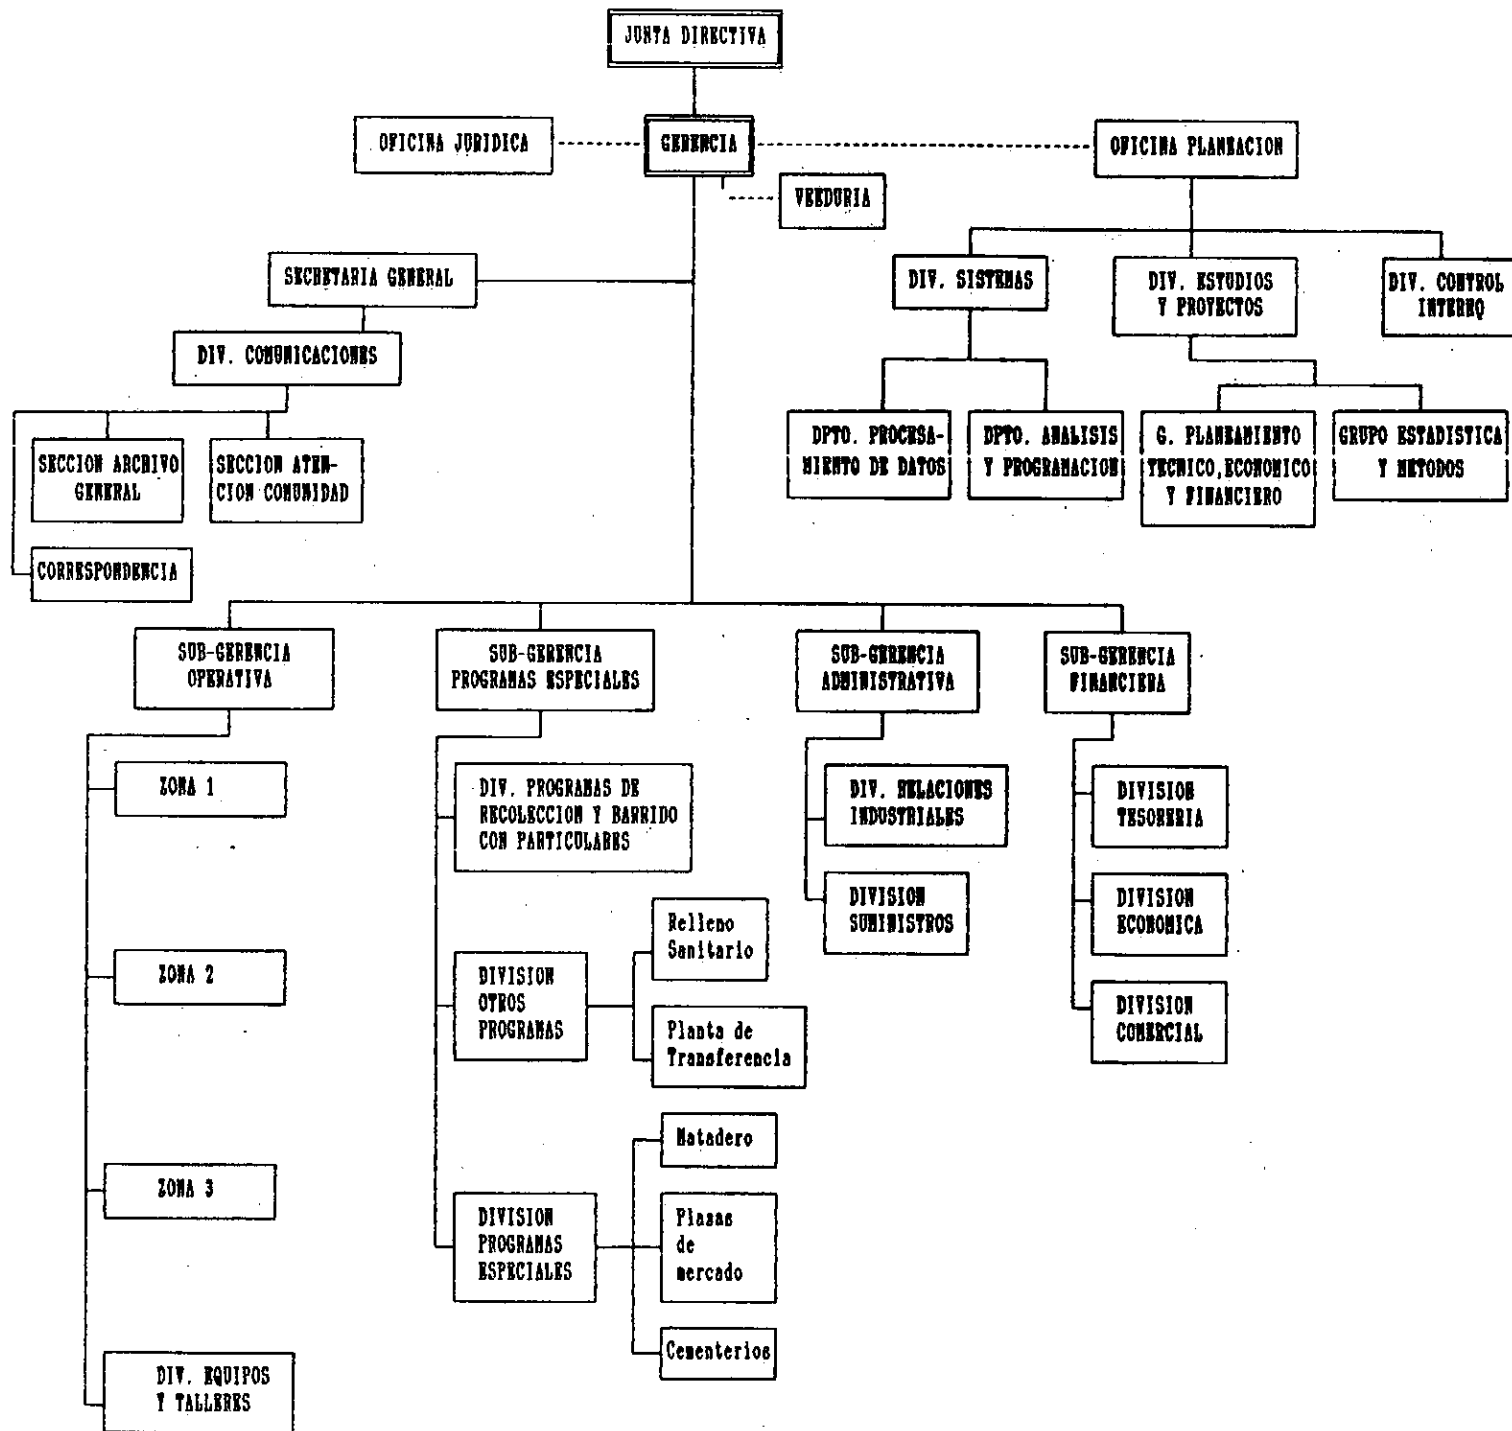 JUNTA DIRECTIVA
OFICINA JURIDICA
GERENCIA
OFICINA PLANEACION
VEEDURIA
SECRETARIA GENERAL
DIV. SISTEMAS
DIV. ESTUDIOS
Y PROYECTOS
DIV. CONTROL
INTERNO
DIV. COMUNICACIONES
DPTO. PROCESA-
MIENTO DE DATOS
DPTO. ANALISIS
Y PROGRAMACION
G. PLANEAMIENTO
TECNICO, ECONOMICO
Y FINANCIERO
GRUPO ESTADISTICA
Y METODOS
SECCION ARCHIVO
GENERAL
SECCION ATEN-
CION COMUNIDAD
CORRESPONDENCIA
SUB-GERENCIA
OPERATIVA
SUB-GERENCIA
PROGRAMAS ESPECIALES
SUB-GERENCIA
ADMINISTRATIVA
SUB-GERENCIA
FINANCIERA
ZONA 1
DIV. PROGRAMAS DE
RECOLECCION Y BARRIDO
CON PARTICULARES
DIV. RELACIONES
INDUSTRIALES
DIVISION
TESORERIA
DIVISION
SUMINISTROS
DIVISION
ECONOMICA
ZONA 2
DIVISION
OTROS
PROGRAMAS
Relleno
Sanitario
Planta de
Transferencia
DIVISION
COMERCIAL
ZONA 3
DIVISION
PROGRAMAS
ESPECIALES
Matadero
Plasas
de
mercado
Cementerios
DIV. EQUIPOS
Y TALLERES